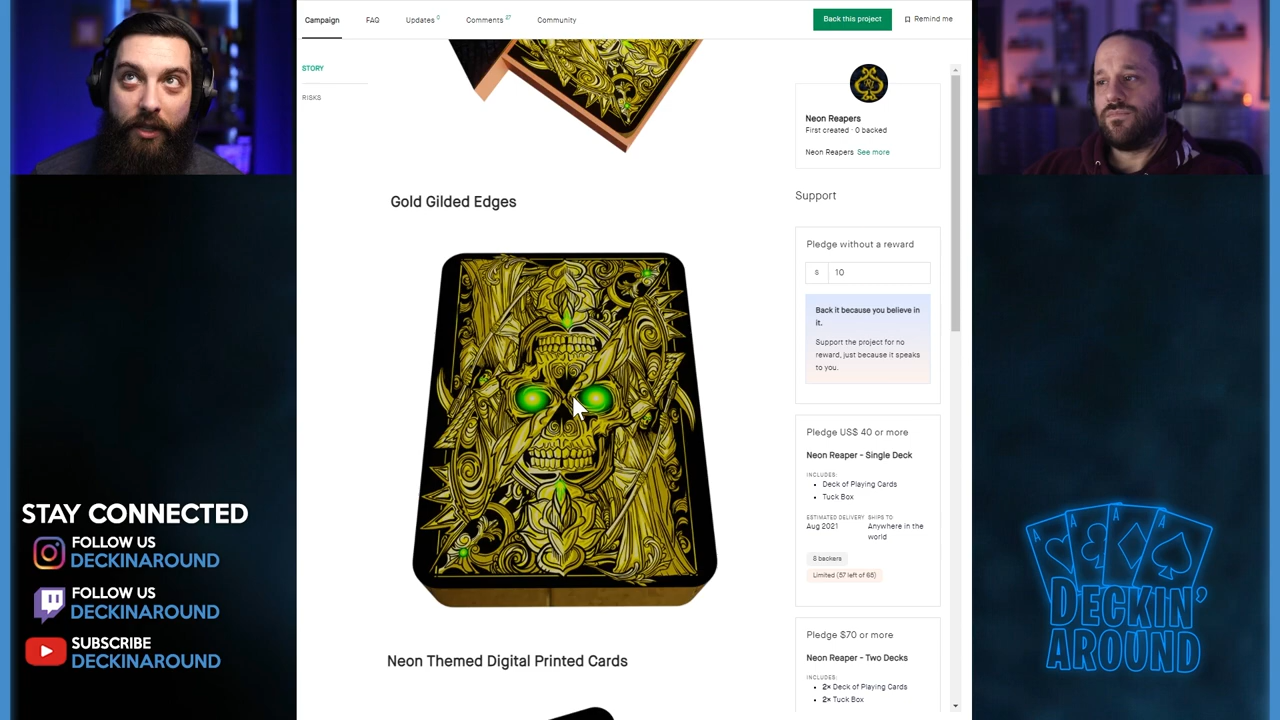 Campaign
FAQ
Updates 0
Comments 27
Community
Back this project
Remind me
STORY
RISKS
Neon Reapers
First created · 0 backed
Neon Reapers See more
Gold Gilded Edges
Support
Pledge without a reward
$ 10
Back it because you believe in
it.
Support the project for no
reward, just because it speaks
to you.
Pledge US$ 40 or more
Neon Reaper - Single Deck
INCLUDES:
• Deck of Playing Cards
• Tuck Box
ESTIMATED DELIVERY SHIPS TO
Aug 2021 Anywhere in the
world
8 backers
Limited (57 left of 65)
Pledge $70 or more
Neon Reaper - Two Decks
INCLUDES:
• 2× Deck of Playing Cards
• 2× Tuck Box
Neon Themed Digital Printed Cards
STAY CONNECTED
FOLLOW US
DECKINAROUND
FOLLOW US
DECKINAROUND
SUBSCRIBE
DECKINAROUND
A A A A
DECKIN'
AROUND